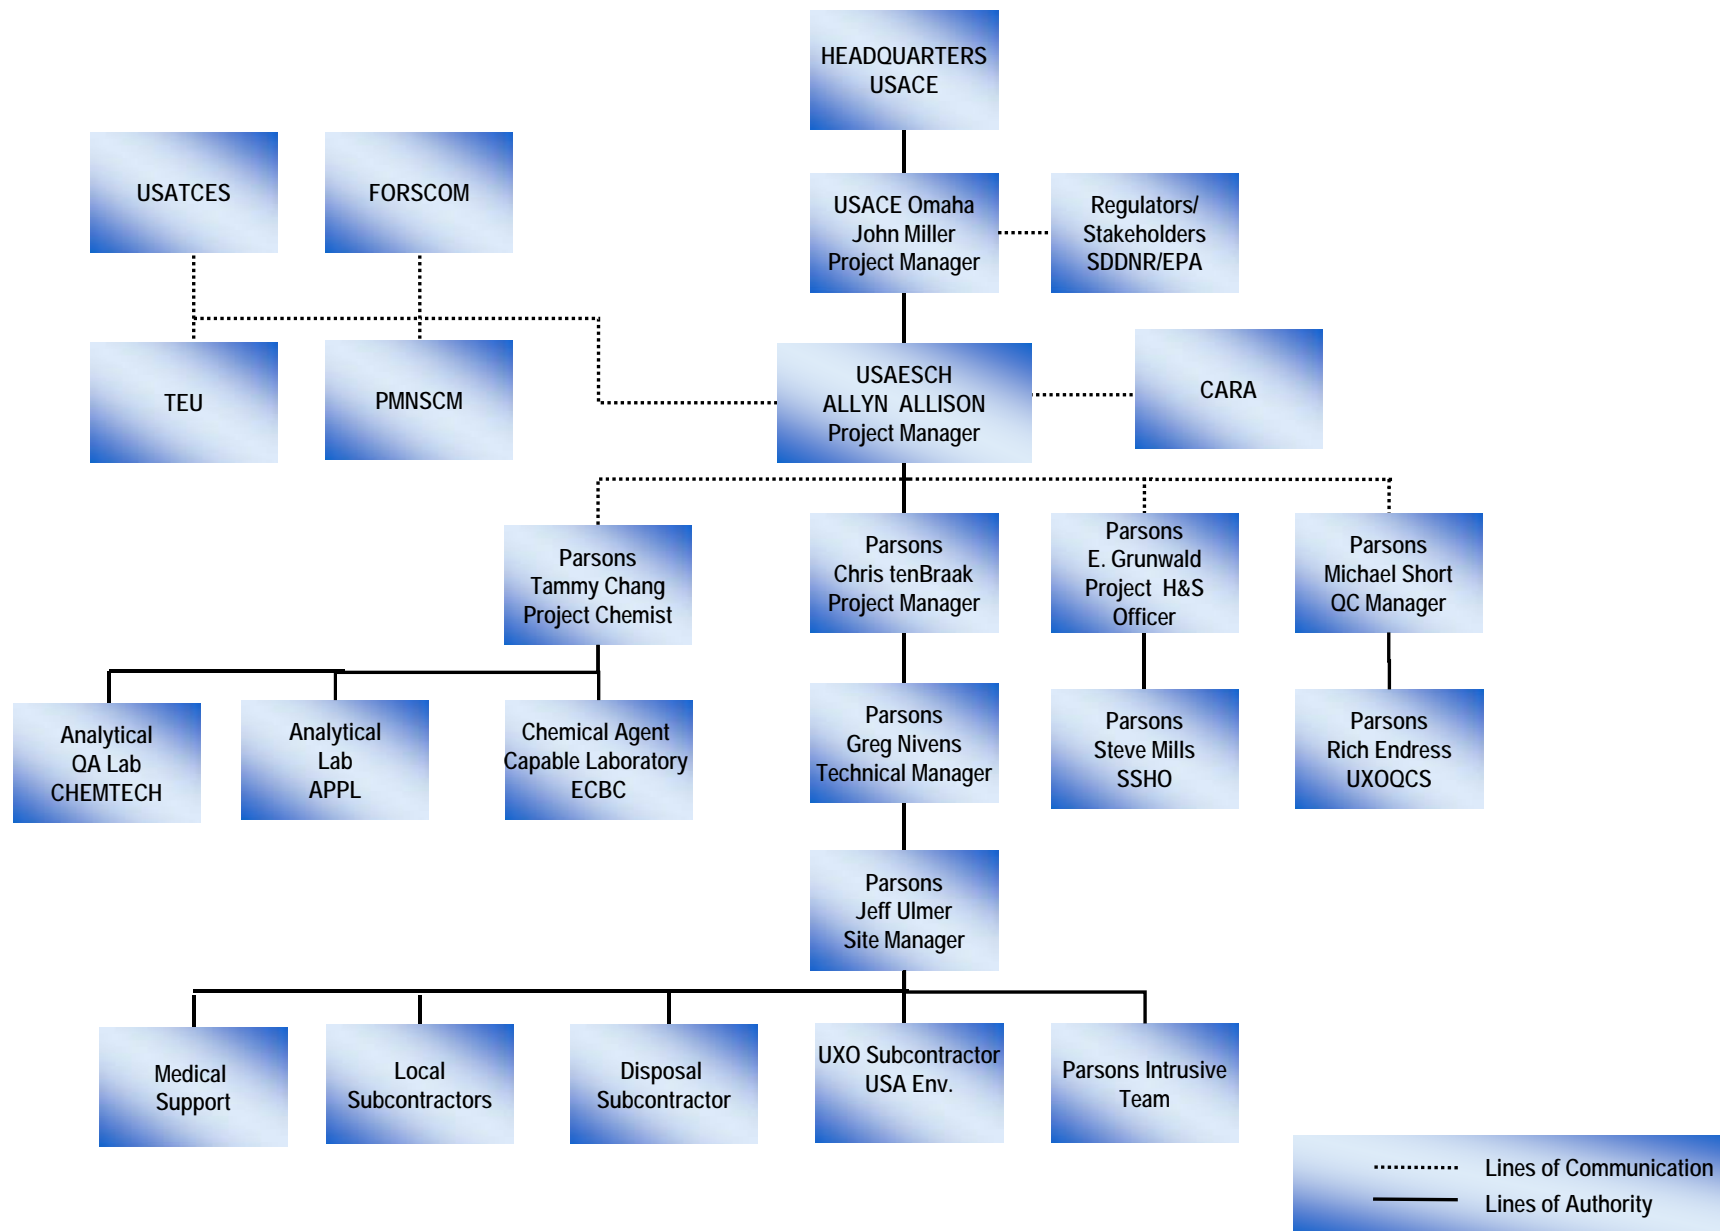 HEADQUARTERS
USACE
USATCES
FORSCOM
USACE Omaha
John Miller
Project Manager
Regulators/
Stakeholders
SDDNR/EPA
TEU
PMNSCM
USAESCH
ALLYN ALLISON
Project Manager
CARA
Parsons
Tammy Chang
Project Chemist
Parsons
Chris tenBraak
Project Manager
Parsons
E. Grunwald
Project H&S
Officer
Parsons
Michael Short
QC Manager
Analytical
QA Lab
CHEMTECH
Analytical
Lab
APPL
Chemical Agent
Capable Laboratory
ECBC
Parsons
Greg Nivens
Technical Manager
Parsons
Steve Mills
SSHO
Parsons
Rich Endress
UXOQCS
Parsons
Jeff Ulmer
Site Manager
Medical
Support
Local
Subcontractors
Disposal
Subcontractor
UXO Subcontractor
USA Env.
Parsons Intrusive
Team
Lines of Communication
Lines of Authority